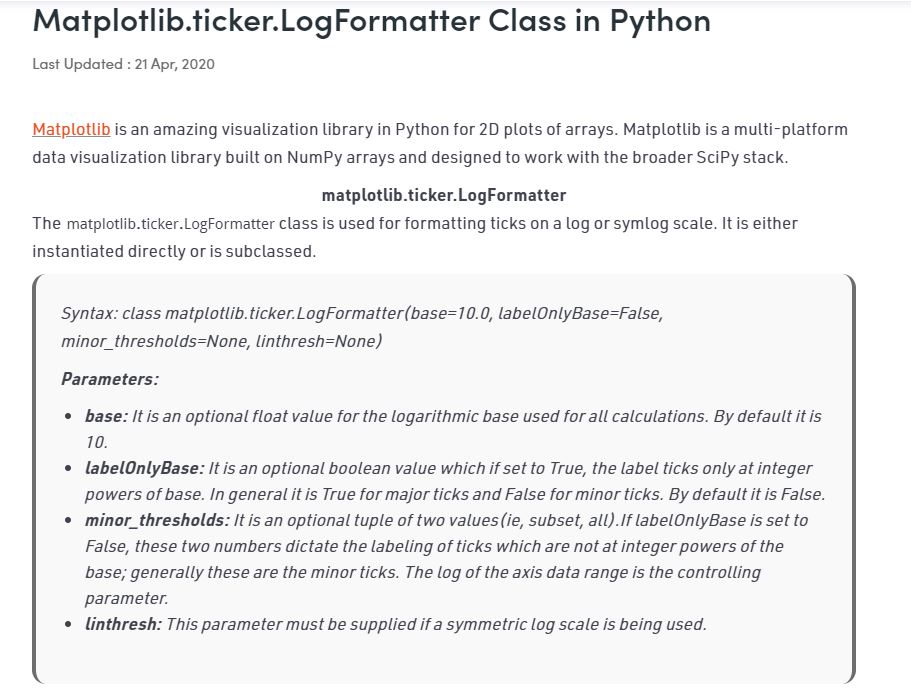 Matplotlib.ticker.LogFormatter Class in Python
Last Updated : 21 Apr, 2020
Matplotlib is an amazing visualization library in Python for 2D plots of arrays. Matplotlib is a multi-platform
data visualization library built on NumPy arrays and designed to work with the broader SciPy stack.
matplotlib.ticker.LogFormatter
The matplotlib.ticker.LogFormatter class is used for formatting ticks on a log or symlog scale. It is either
instantiated directly or is subclassed.
Syntax: class matplotlib.ticker.LogFormatter(base=10.0, labelOnlyBase=False,
minor_thresholds=None, linthresh=None)
Parameters:
• base: It is an optional float value for the logarithmic base used for all calculations. By default it is
10.
• labelOnlyBase: It is an optional boolean value which if set to True, the label ticks only at integer
powers of base. In general it is True for major ticks and False for minor ticks. By default it is False.
• minor_thresholds: It is an optional tuple of two values(ie, subset, all).If labelOnlyBase is set to
False, these two numbers dictate the labeling of ticks which are not at integer powers of the
base; generally these are the minor ticks. The log of the axis data range is the controlling
parameter.
• linthresh: This parameter must be supplied if a symmetric log scale is being used.